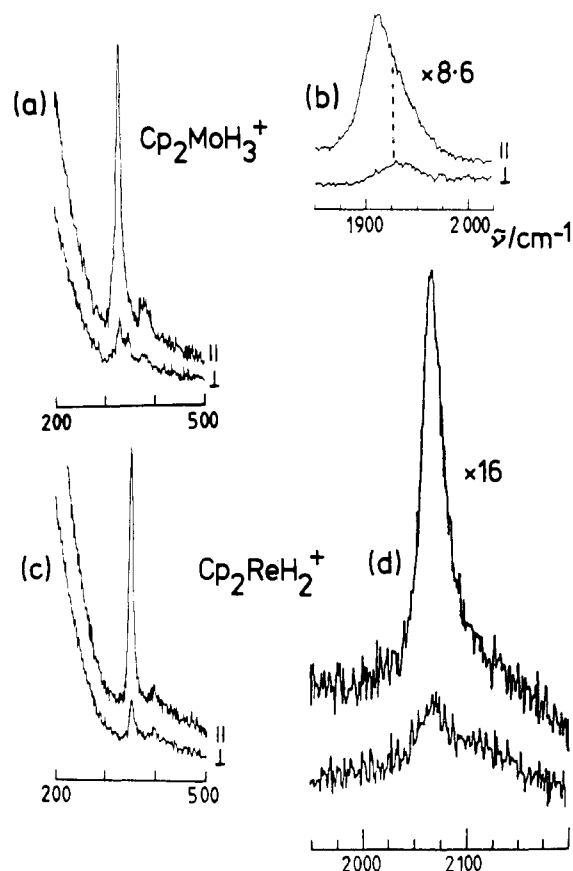 (a)
Cp₂MoH₃⁺
||
⊥
200 500
(b)
×8·6
||
⊥
1900 2000
ν̃/cm⁻¹
(c)
Cp₂ReH₂⁺
||
⊥
200 500
(d)
×16
2000 2100